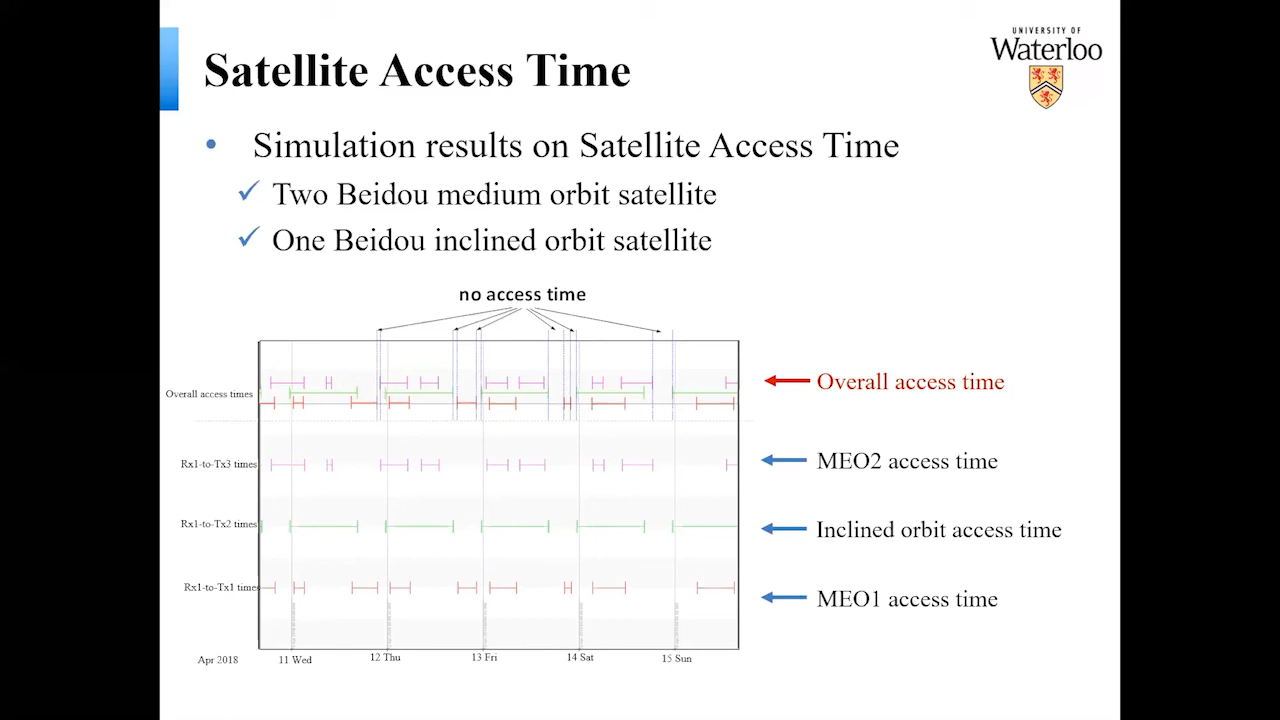 UNIVERSITY OF
Waterloo
Satellite Access Time
• Simulation results on Satellite Access Time
✓ Two Beidou medium orbit satellite
✓ One Beidou inclined orbit satellite
no access time
Overall access times
Overall access time
Rx1-to-Tx3 times
MEO2 access time
Rx1-to-Tx2 times
Inclined orbit access time
Rx1-to-Tx1 times
MEO1 access time
Apr 2018 11 Wed 12 Thu 13 Fri 14 Sat 15 Sun